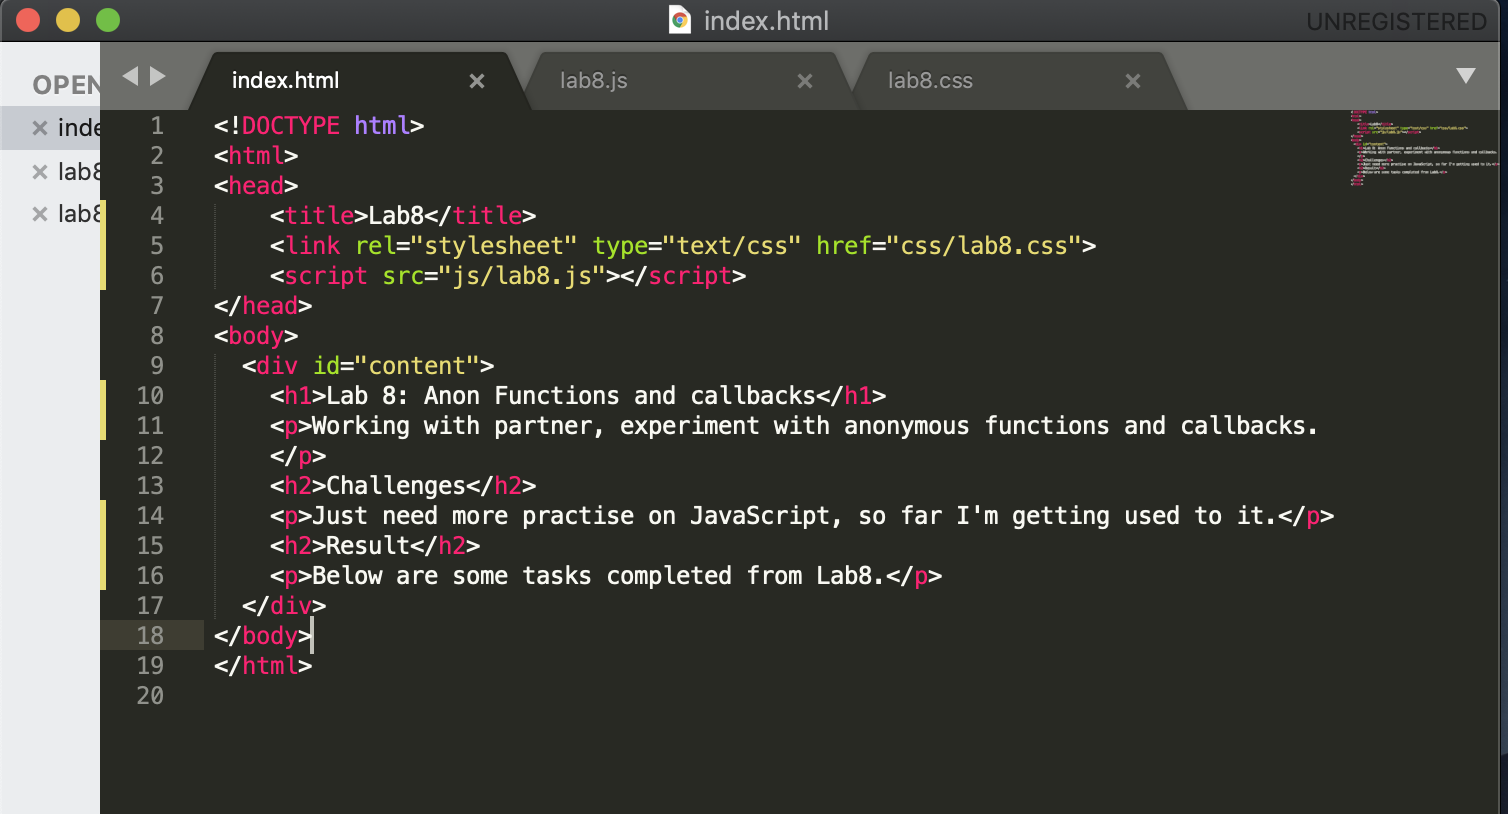 index.html
UNREGISTERED
OPEN
index.html
lab8.js
lab8.css
inde
lab8
lab8
1 <!DOCTYPE html>
2 <html>
3 <head>
4 <title>Lab8</title>
5 <link rel="stylesheet" type="text/css" href="css/lab8.css">
6 <script src="js/lab8.js"></script>
7 </head>
8 <body>
9 <div id="content">
10 <h1>Lab 8: Anon Functions and callbacks</h1>
11 <p>Working with partner, experiment with anonymous functions and callbacks.
12 </p>
13 <h2>Challenges</h2>
14 <p>Just need more practise on JavaScript, so far I'm getting used to it.</p>
15 <h2>Result</h2>
16 <p>Below are some tasks completed from Lab8.</p>
17 </div>
18 </body>
19 </html>
20